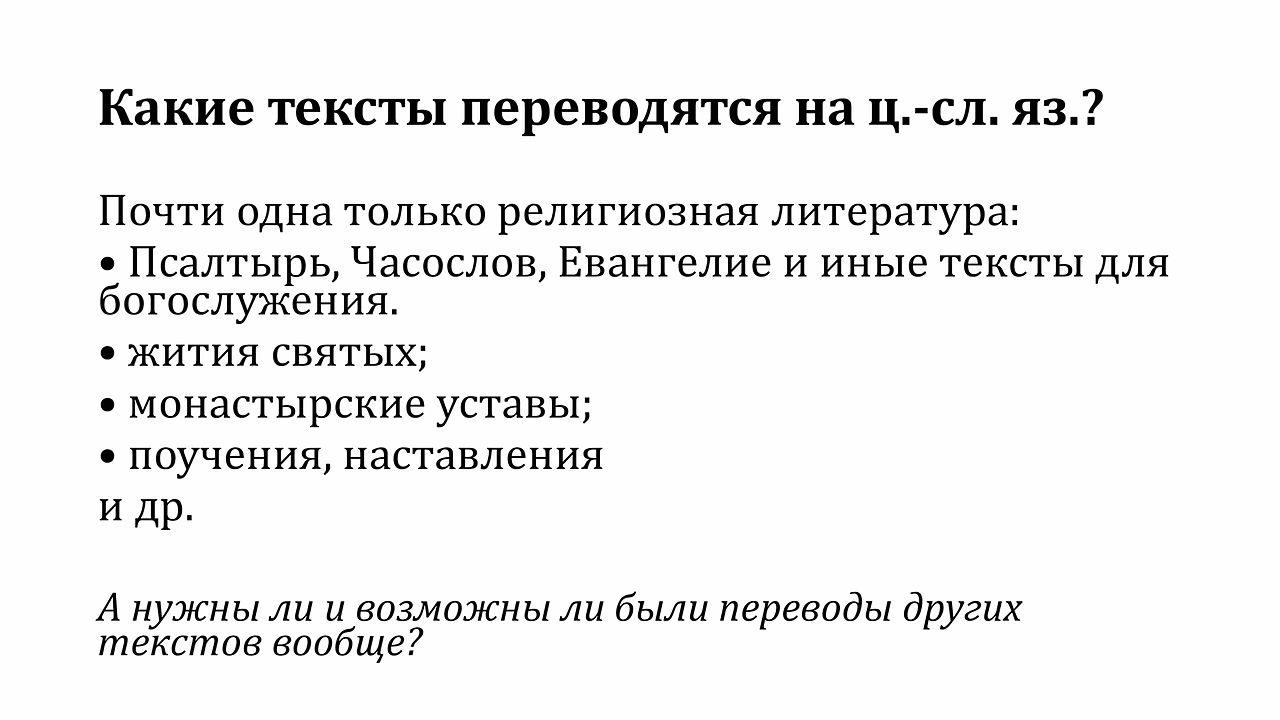 Какие тексты переводятся на ц.-сл. яз.?
Почти одна только религиозная литература:
• Псалтырь, Часослов, Евангелие и иные тексты для
богослужения.
• жития святых;
• монастырские уставы;
• поучения, наставления
и др.
А нужны ли и возможны ли были переводы других
текстов вообще?